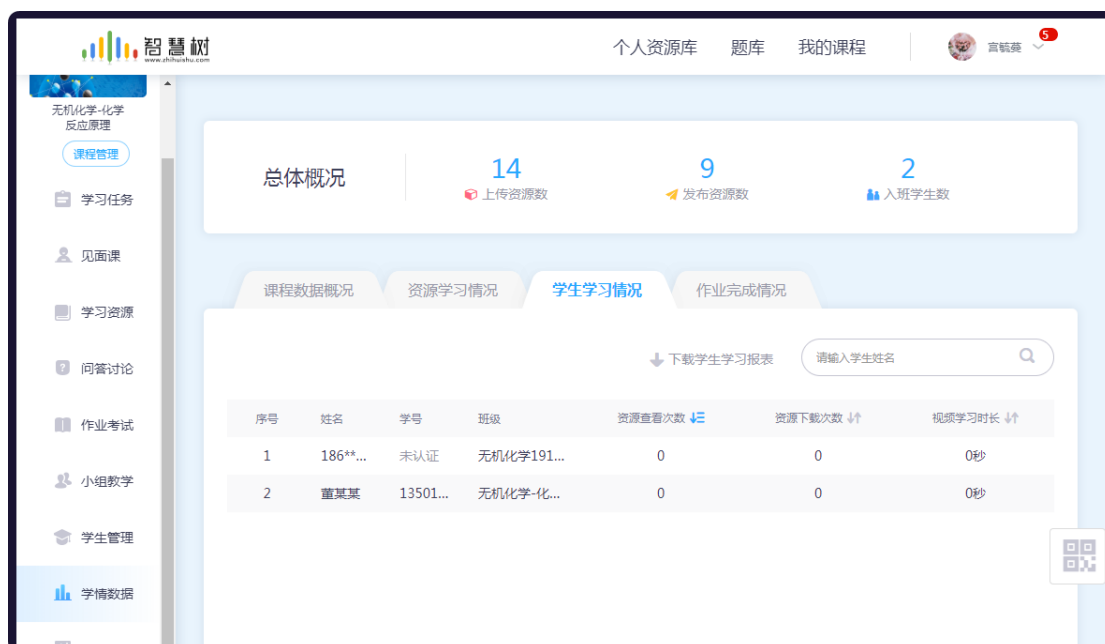 智慧树
www.zhihuishu.com
个人资源库 题库 我的课程
宫毓葵 5
无机化学-化学
反应原理
课程管理
学习任务
见面课
学习资源
问答讨论
作业考试
小组教学
学生管理
学情数据
总体概况
14
上传资源数
9
发布资源数
2
入班学生数
课程数据概况 资源学习情况 学生学习情况 作业完成情况
下载学生学习报表 请输入学生姓名
序号 姓名 学号 班级 资源查看次数 资源下载次数 视频学习时长
1 186**... 未认证 无机化学191... 0 0 0秒
2 董某某 13501... 无机化学-化... 0 0 0秒